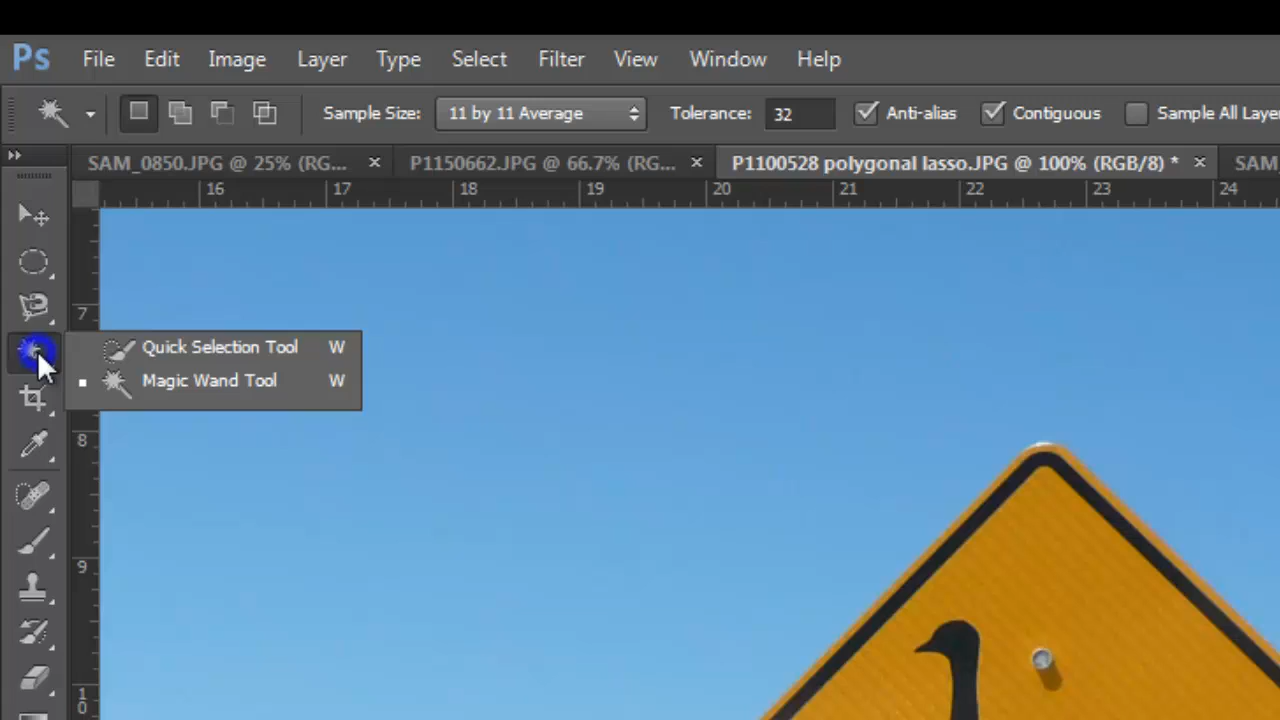 Ps File Edit Image Layer Type Select Filter View Window Help
Sample Size: 11 by 11 Average Tolerance: 32 Anti-alias Contiguous Sample All Layer
SAM_0850.JPG @ 25% (RG... × P1150662.JPG @ 66.7% (RG... × P1100528 polygonal lasso.JPG @ 100% (RGB/8) * × SAM_
16 17 18 19 20 21 22 23 24
7
Quick Selection Tool W
Magic Wand Tool W
8
9
10